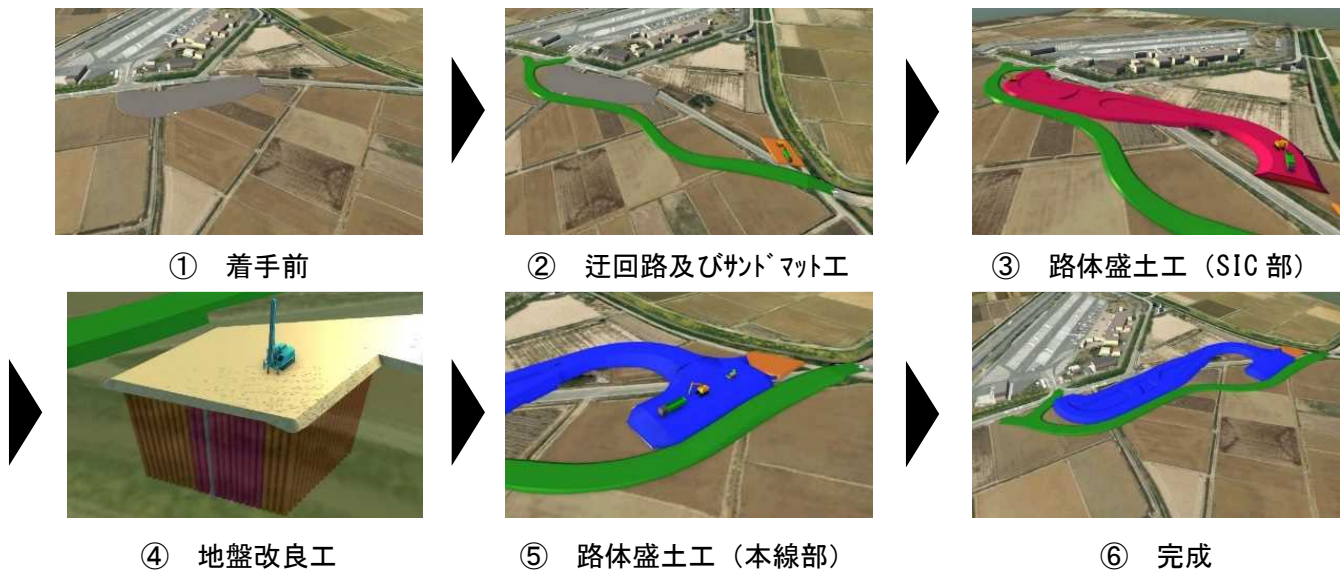 ① 着手前
② 迂回路及びｻﾝﾄﾞﾏｯﾄ工
③ 路体盛土工（SIC 部）
④ 地盤改良工
⑤ 路体盛土工（本線部）
⑥ 完成